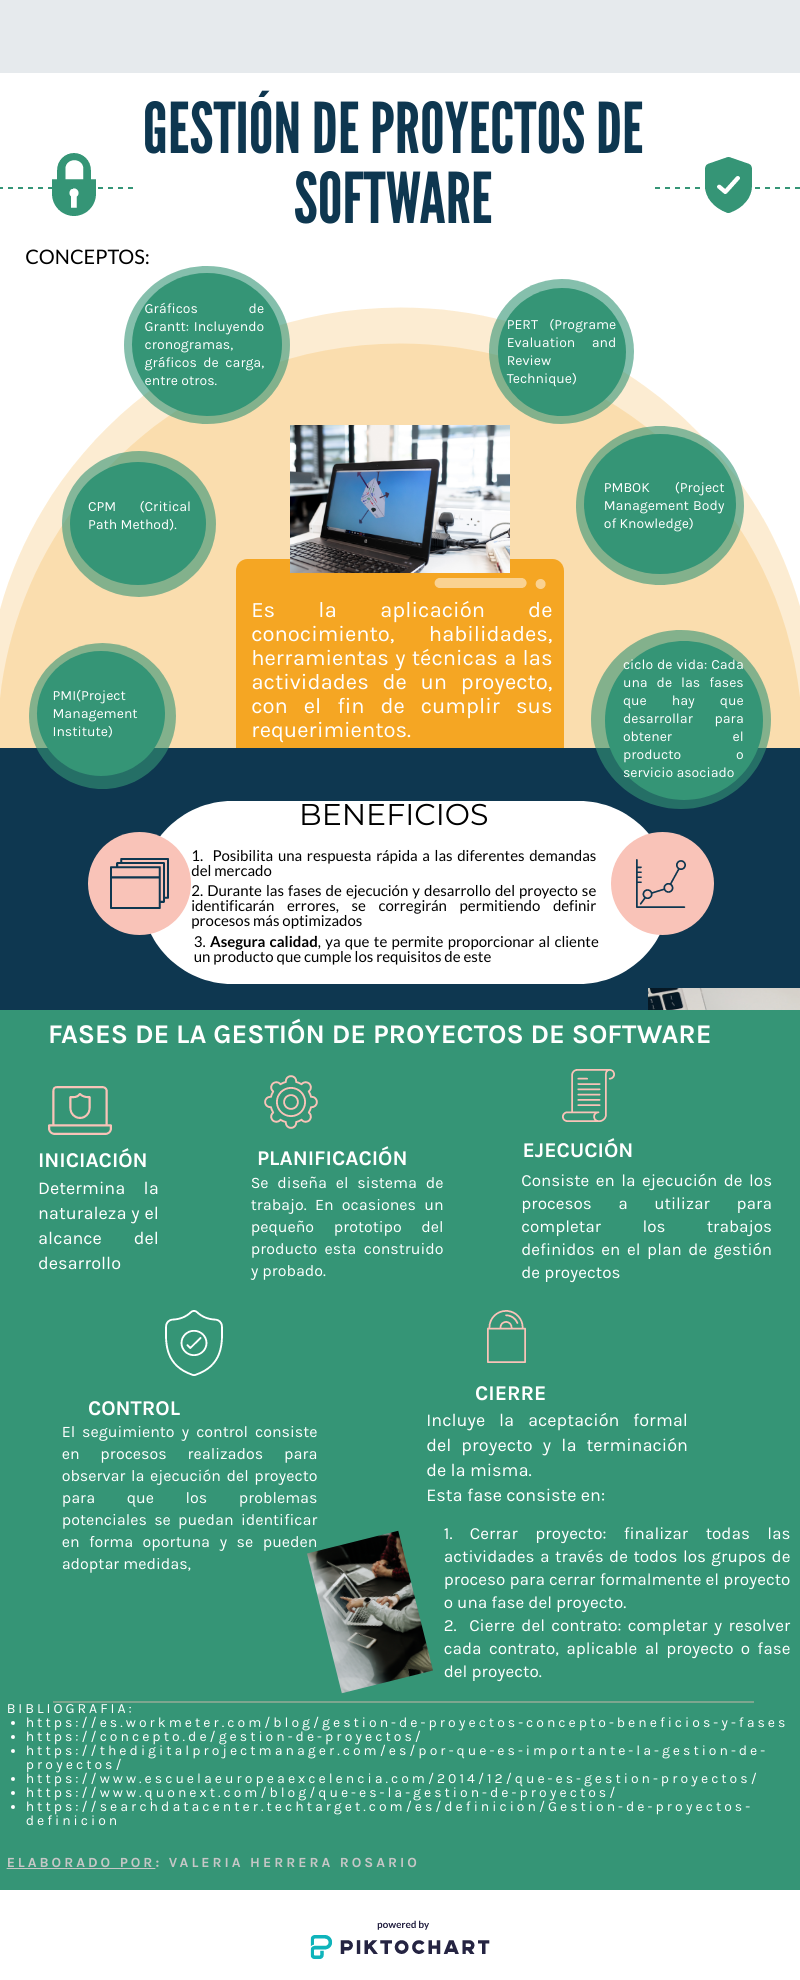 GESTIÓN DE PROYECTOS DE
SOFTWARE
CONCEPTOS:
Gráficos de
Grantt: Incluyendo
cronogramas,
gráficos de carga,
entre otros.
PERT (Programe
Evaluation and
Review
Technique)
CPM (Critical
Path Method).
PMBOK (Project
Management Body
of Knowledge)
PMI(Project
Management
Institute)
Es la aplicación de
conocimiento, habilidades,
herramientas y técnicas a las
actividades de un proyecto,
con el fin de cumplir sus
requerimientos.
ciclo de vida: Cada
una de las fases
que hay que
desarrollar para
obtener el
producto o
servicio asociado
BENEFICIOS
1. Posibilita una respuesta rápida a las diferentes demandas
del mercado
2. Durante las fases de ejecución y desarrollo del proyecto se
identificarán errores, se corregirán permitiendo definir
procesos más optimizados
3. Asegura calidad, ya que te permite proporcionar al cliente
un producto que cumple los requisitos de este
FASES DE LA GESTIÓN DE PROYECTOS DE SOFTWARE
INICIACIÓN
Determina la
naturaleza y el
alcance del
desarrollo
PLANIFICACIÓN
Se diseña el sistema de
trabajo. En ocasiones un
pequeño prototipo del
producto esta construido
y probado.
EJECUCIÓN
Consiste en la ejecución de los
procesos a utilizar para
completar los trabajos
definidos en el plan de gestión
de proyectos
CONTROL
El seguimiento y control consiste
en procesos realizados para
observar la ejecución del proyecto
para que los problemas
potenciales se puedan identificar
en forma oportuna y se pueden
adoptar medidas,
CIERRE
Incluye la aceptación formal
del proyecto y la terminación
de la misma.
Esta fase consiste en:
1. Cerrar proyecto: finalizar todas las
actividades a través de todos los grupos de
proceso para cerrar formalmente el proyecto
o una fase del proyecto.
2. Cierre del contrato: completar y resolver
cada contrato, aplicable al proyecto o fase
del proyecto.
BIBLIOGRAFIA:
• https://es.workmeter.com/blog/gestion-de-proyectos-concepto-beneficios-y-fases
• https://concepto.de/gestion-de-proyectos/
• https://thedigitalprojectmanager.com/es/por-que-es-importante-la-gestion-de-
proyectos/
• https://www.escuelaeuropeaexcelencia.com/2014/12/que-es-gestion-proyectos/
• https://www.quonext.com/blog/que-es-la-gestion-de-proyectos/
• https://searchdatacenter.techtarget.com/es/definicion/Gestion-de-proyectos-
definicion
ELABORADO POR: VALERIA HERRERA ROSARIO
powered by
PIKTOCHART